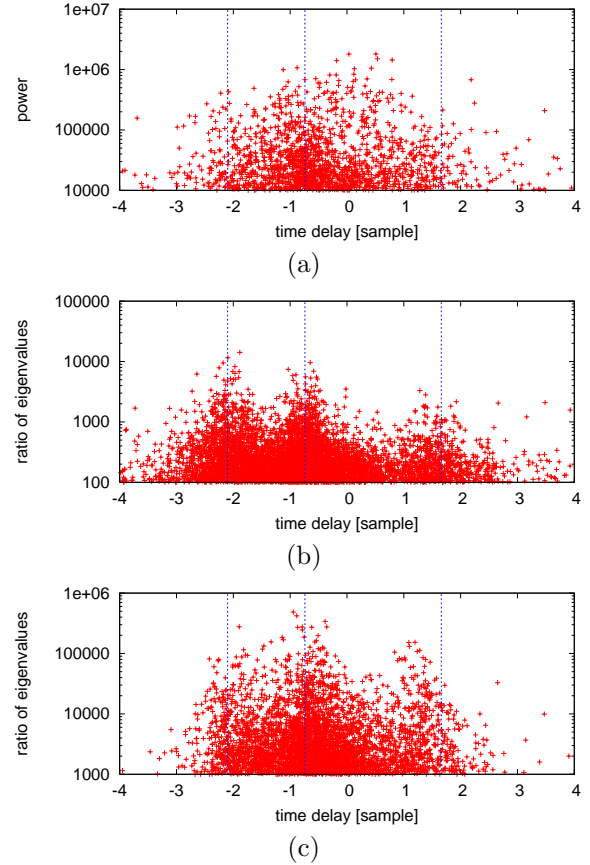 1e+07
1e+06
100000
10000
power
-4 -3 -2 -1 0 1 2 3 4
time delay [sample]
(a)
100000
10000
1000
100
ratio of eigenvalues
-4 -3 -2 -1 0 1 2 3 4
time delay [sample]
(b)
1e+06
100000
10000
1000
ratio of eigenvalues
-4 -3 -2 -1 0 1 2 3 4
time delay [sample]
(c)